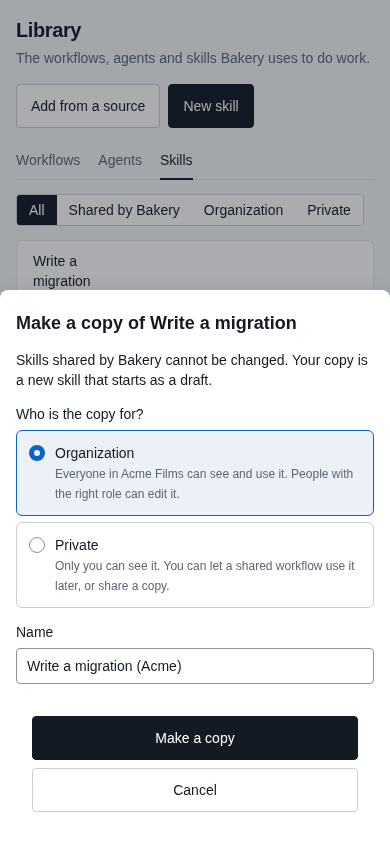 Library
The workflows, agents and skills Bakery uses to do work.
Add from a source
New skill
Workflows
Agents
Skills
All
Shared by Bakery
Organization
Private
Write a
migration
Make a copy of Write a migration
Skills shared by Bakery cannot be changed. Your copy is
a new skill that starts as a draft.
Who is the copy for?
Organization
Everyone in Acme Films can see and use it. People with
the right role can edit it.
Private
Only you can see it. You can let a shared workflow use it
later, or share a copy.
Name
Write a migration (Acme)
Make a copy
Cancel